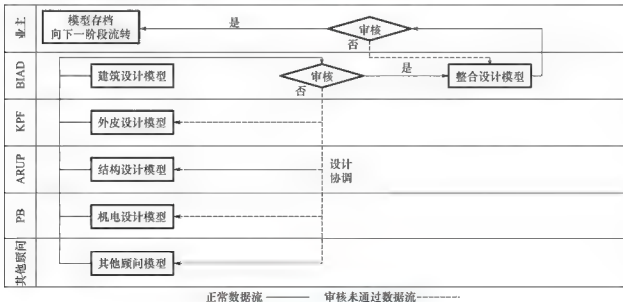 业主
模型存档
向下一阶段流转
是
审核
否
BIAD
建筑设计模型
审核
否
是
整合设计模型
KPF
外皮设计模型
ARUP
结构设计模型
设计
协调
PB
机电设计模型
其他顾问
其他顾问模型
正常数据流 审核未通过数据流